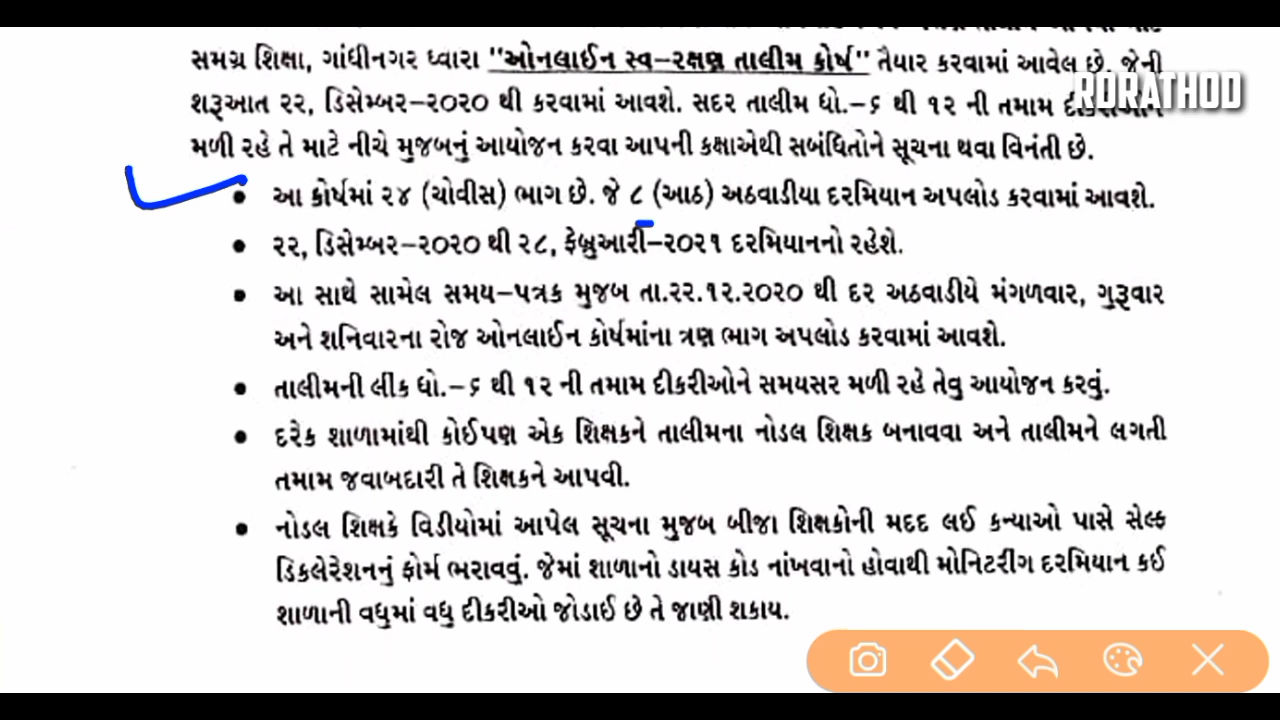 સમગ્ર શિક્ષા, ગાંધીનગર ધ્વારા "ઓનલાઈન સ્વ-રક્ષણ તાલીમ કોર્ષ" તૈયાર કરવામાં આવેલ છે. જેની
RDRATHOD
શરૂઆત ૨૨, ડિસેમ્બર-૨૦૨૦ થી કરવામાં આવશે. સદર તાલીમ ધો.-૬ થી ૧૨ ની તમામ
મળી રહે તે માટે નીચે મુજબનું આયોજન કરવા આપની કક્ષાએથી સબંધિતોને સૂચના થવા વિનંતી છે.
• આ કોર્ષમાં ૨૪ (ચોવીસ) ભાગ છે. જે ૮ (આઠ) અઠવાડીયા દરમિયાન અપલોડ કરવામાં આવશે.
• ૨૨, ડિસેમ્બર-૨૦૨૦ થી ૨૮, ફેબ્રુઆરી-૨૦૨૧ દરમિયાનનો રહેશે.
• આ સાથે સામેલ સમય-પત્રક મુજબ તા.૨૨.૧૨.૨૦૨૦ થી દર અઠવાડીયે મંગળવાર, ગુરૂવાર
અને શનિવારના રોજ ઓનલાઈન કોર્ષમાંના ત્રણ ભાગ અપલોડ કરવામાં આવશે.
• તાલીમની લીંક ધો.-૬ થી ૧૨ ની તમામ દીકરીઓને સમયસર મળી રહે તેવુ આયોજન કરવું.
• દરેક શાળામાંથી કોઈપણ એક શિક્ષકને તાલીમના નોડલ શિક્ષક બનાવવા અને તાલીમને લગતી
તમામ જવાબદારી તે શિક્ષકને આપવી.
• નોડલ શિક્ષકે વિડીયોમાં આપેલ સૂચના મુજબ બીજા શિક્ષકોની મદદ લઈ કન્યાઓ પાસે સેલ્ફ
ડિકલેરેશનનું ફોર્મ ભરાવવું. જેમાં શાળાનો ડાયસ કોડ નાંખવાનો હોવાથી મોનિટરીંગ દરમિયાન કઈ
શાળાની વધુમાં વધુ દીકરીઓ જોડાઈ છે તે જાણી શકાય.